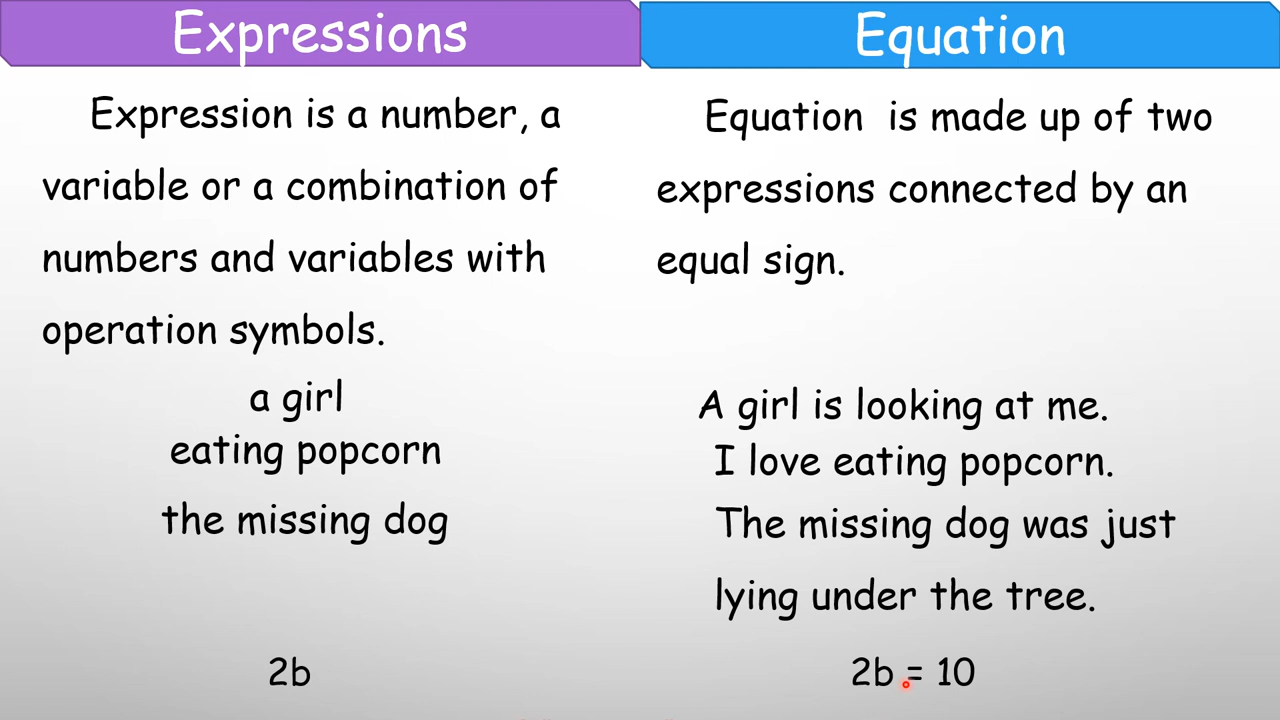 Expressions
Expression is a number, a
variable or a combination of
numbers and variables with
operation symbols.
a girl
eating popcorn
the missing dog
2b
Equation
Equation  is made up of two
expressions connected by an
equal sign.
A girl is looking at me.
I love eating popcorn.
The missing dog was just
lying under the tree.
2b = 10